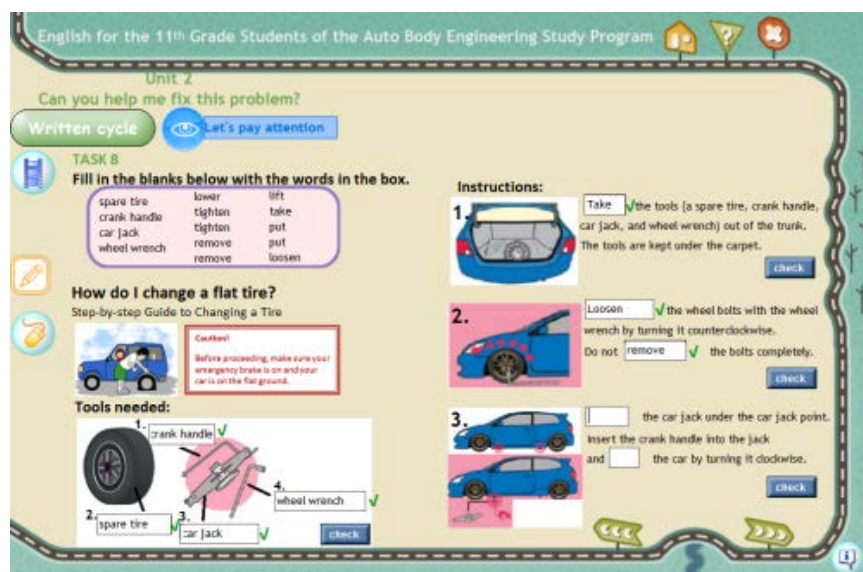 English for the 11th Grade Students of the Auto Body Engineering Study Program
Unit 2
Can you help me fix this problem?
Written cycle
Let's pay attention
TASK 8
Fill in the blanks below with the words in the box.
spare tire lower lift
crank handle tighten take
car jack tighten put
wheel wrench remove put
remove loosen
How do I change a flat tire?
Step-by-step Guide to Changing a Tire
Caution!
Before proceeding, make sure your
emergency brake is on and your
car is on the flat ground.
Tools needed:
1. crank handle
4. wheel wrench
2. spare tire
3. car jack
check
Instructions:
1. Take the tools (a spare tire, crank handle,
car jack, and wheel wrench) out of the trunk.
The tools are kept under the carpet.
check
2. Loosen the wheel bolts with the wheel
wrench by turning it counterclockwise.
Do not remove the bolts completely.
check
3. the car jack under the car jack point.
Insert the crank handle into the jack
and the car by turning it clockwise.
check